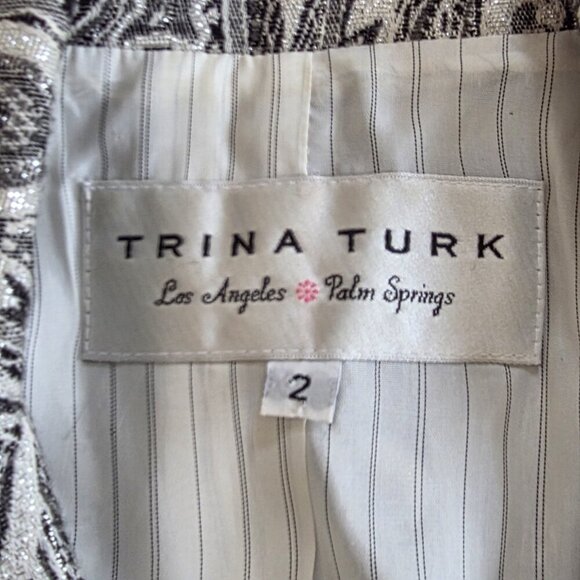 TRINA TURK
Los Angeles Palm Springs
2